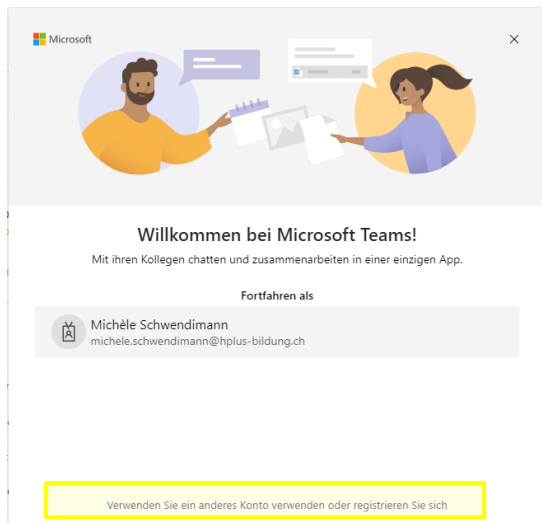 Microsoft
Willkommen bei Microsoft Teams!
Mit ihren Kollegen chatten und zusammenarbeiten in einer einzigen App.
Fortfahren als
Michèle Schwendimann
michele.schwendimann@hplus-bildung.ch
Verwenden Sie ein anderes Konto verwenden oder registrieren Sie sich